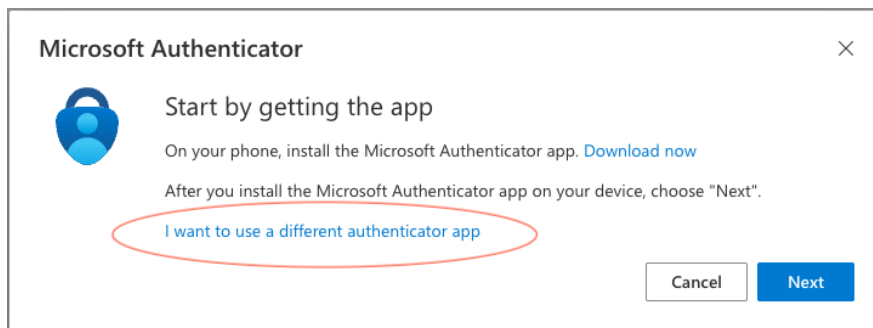 Microsoft Authenticator
Start by getting the app
On your phone, install the Microsoft Authenticator app. Download now
After you install the Microsoft Authenticator app on your device, choose "Next".
I want to use a different authenticator app
Cancel
Next